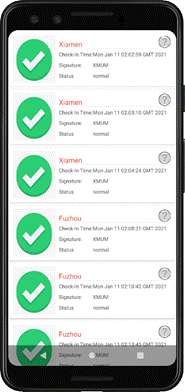 Xiamen
Check-In Time:Mon Jan 11 02:02:59 GMT 2021
Signature: XMUM
Status normal
Xiamen
Check-In Time:Mon Jan 11 02:03:10 GMT 2021
Signature: XMUM
Status normal
Xiamen
Check-In Time:Mon Jan 11 02:04:24 GMT 2021
Signature: XMUM
Status normal
Fuzhou
Check-In Time:Mon Jan 11 02:08:31 GMT 2021
Signature: XMUM
Status normal
Fuzhou
Check-In Time:Mon Jan 11 02:10:42 GMT 2021
Signature: XMUM
Status normal
Fuzhou
Check-In Time:Mon Jan 11 02:13:45 GMT 2021
Signature: XMUM
Status normal